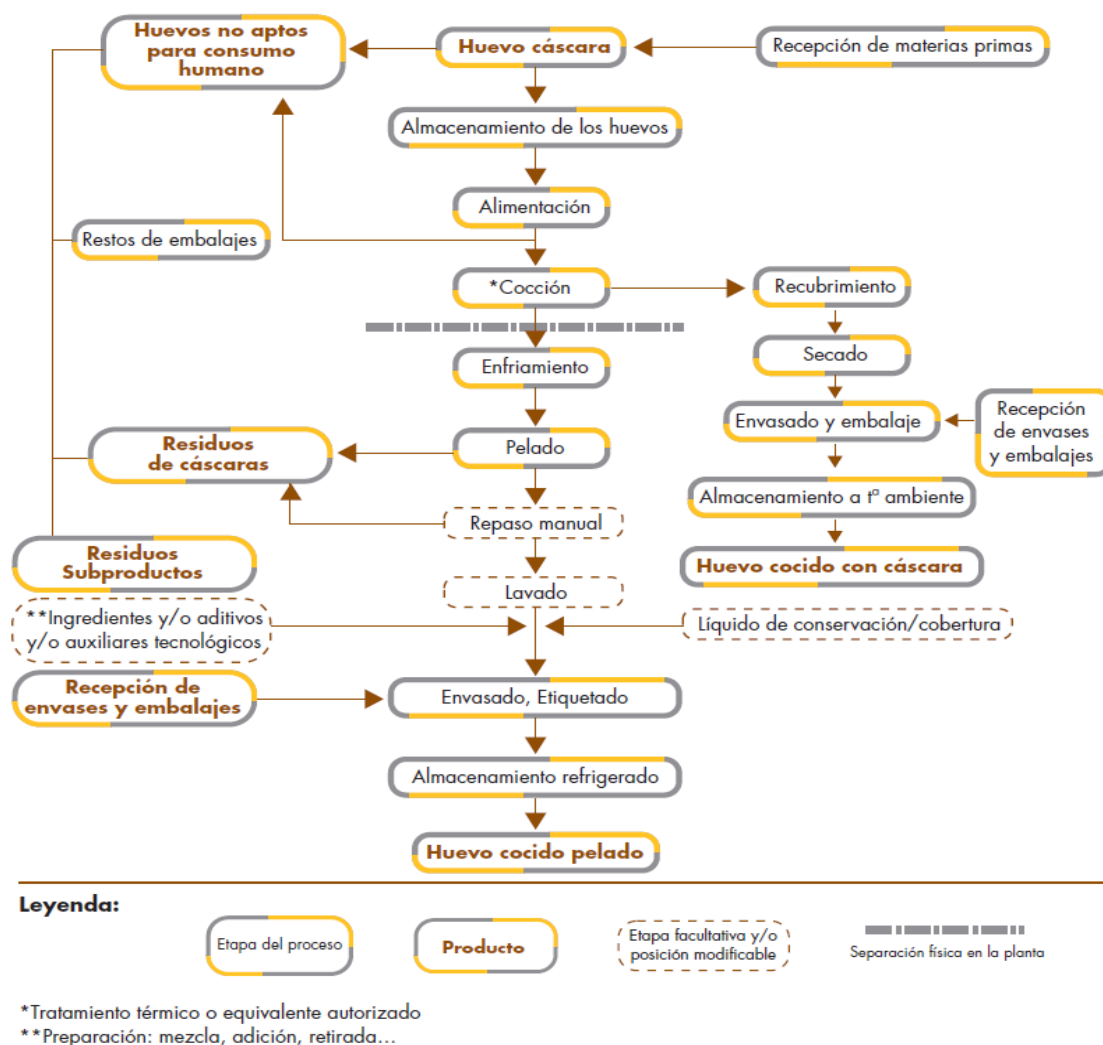 Huevos no aptos
para consumo
humano
Huevo cáscara
Recepción de materias primas
Almacenamiento de los huevos
Alimentación
Restos de embalajes
*Cocción
Recubrimiento
Enfriamiento
Secado
Envasado y embalaje
Recepción
de envases
y embalajes
Residuos
de cáscaras
Pelado
Almacenamiento a tª ambiente
Repaso manual
Residuos
Subproductos
Huevo cocido con cáscara
Lavado
**Ingredientes y/o aditivos
y/o auxiliares tecnológicos
Líquido de conservación/cobertura
Recepción de
envases y embalajes
Envasado, Etiquetado
Almacenamiento refrigerado
Huevo cocido pelado
Leyenda:
Etapa del proceso
Producto
Etapa facultativa y/o
posición modificable
Separación física en la planta
*Tratamiento térmico o equivalente autorizado
**Preparación: mezcla, adición, retirada...